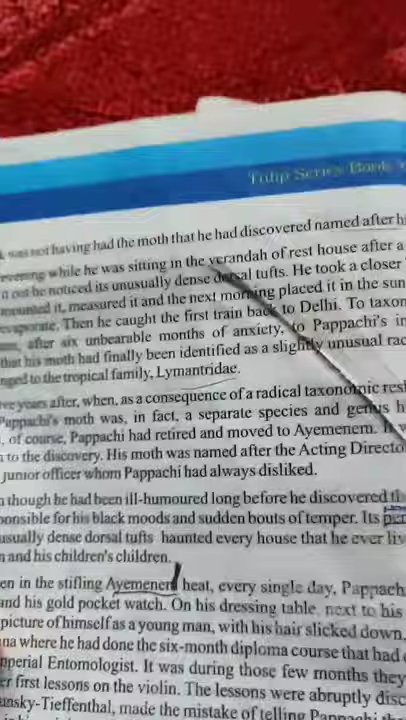 Tulip Series Books
was not having had the moth that he had discovered named after
evening while he was sitting in the verandah of rest house after a
noticed its unusually dense dorsal tufts. He took a closer
mounted it, measured it and the next morning placed it in the sun
evaporate. Then he caught the first train back to Delhi. To
after six unbearable months of anxiety, to Pappachi's
that his moth had finally been identified as a slightly unusual
to the tropical family, Lymantridae.
years after, when, as a consequence of a radical taxonomic
Pappachi's moth was, in fact, a separate species and genus
, of course, Pappachi had retired and moved to Ayemenem.
to the discovery. His moth was named after the Acting
junior officer whom Pappachi had always disliked.
though he had been ill-humoured long before he discovered
for his black moods and sudden bouts of temper. Its
dense dorsal tufts haunted every house that he ever
and his children's children.
in the stifling Ayemenem heat, every single day,
and his gold pocket watch. On his dressing table, next to his
picture of himself as a young man, with his hair slicked down,
where he had done the six-month diploma course that had
Entomologist. It was during those few months they
first lessons on the violin. The lessons were abruptly
-Tieffenthal, made the mistake of telling Pappachi